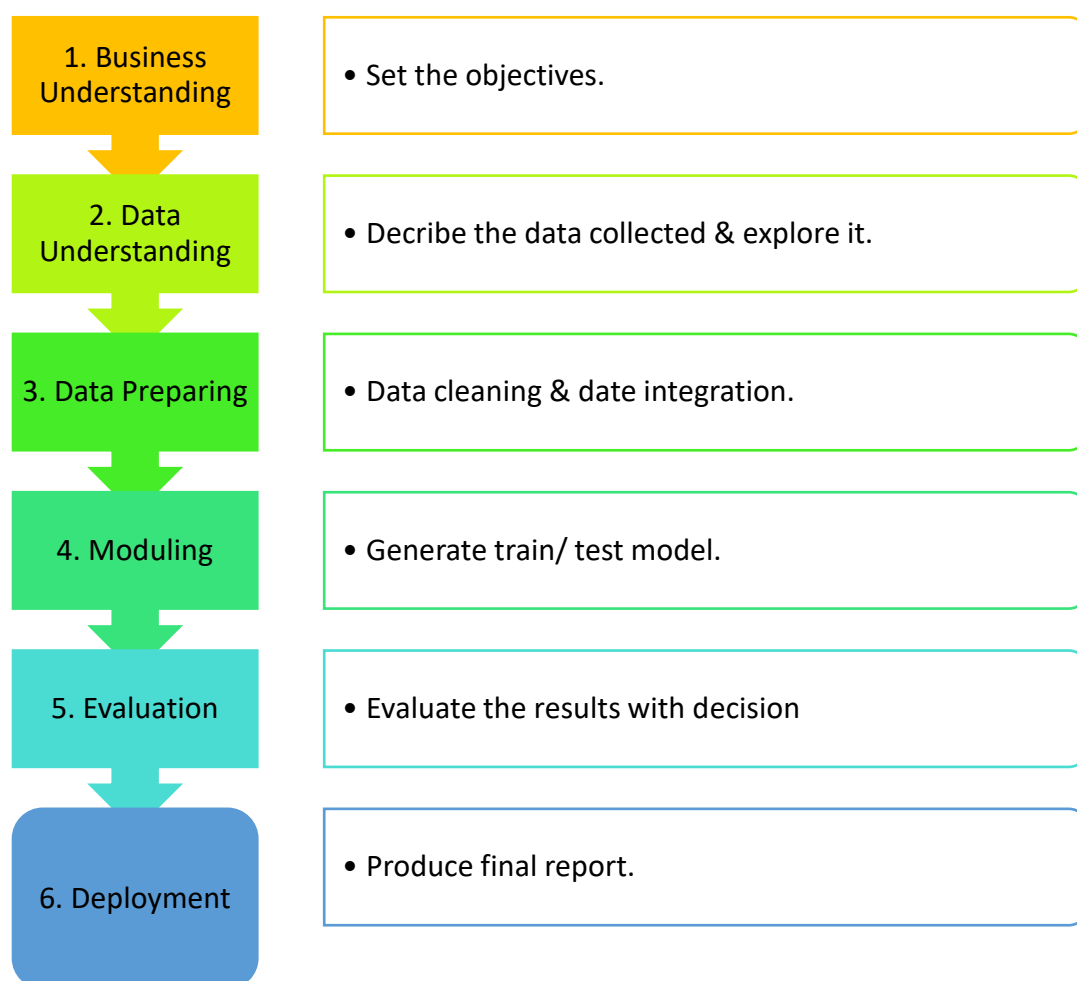 1. Business
Understanding
• Set the objectives.
2. Data
Understanding
• Decribe the data collected & explore it.
3. Data Preparing
• Data cleaning & date integration.
4. Moduling
• Generate train/ test model.
5. Evaluation
• Evaluate the results with decision
6. Deployment
• Produce final report.